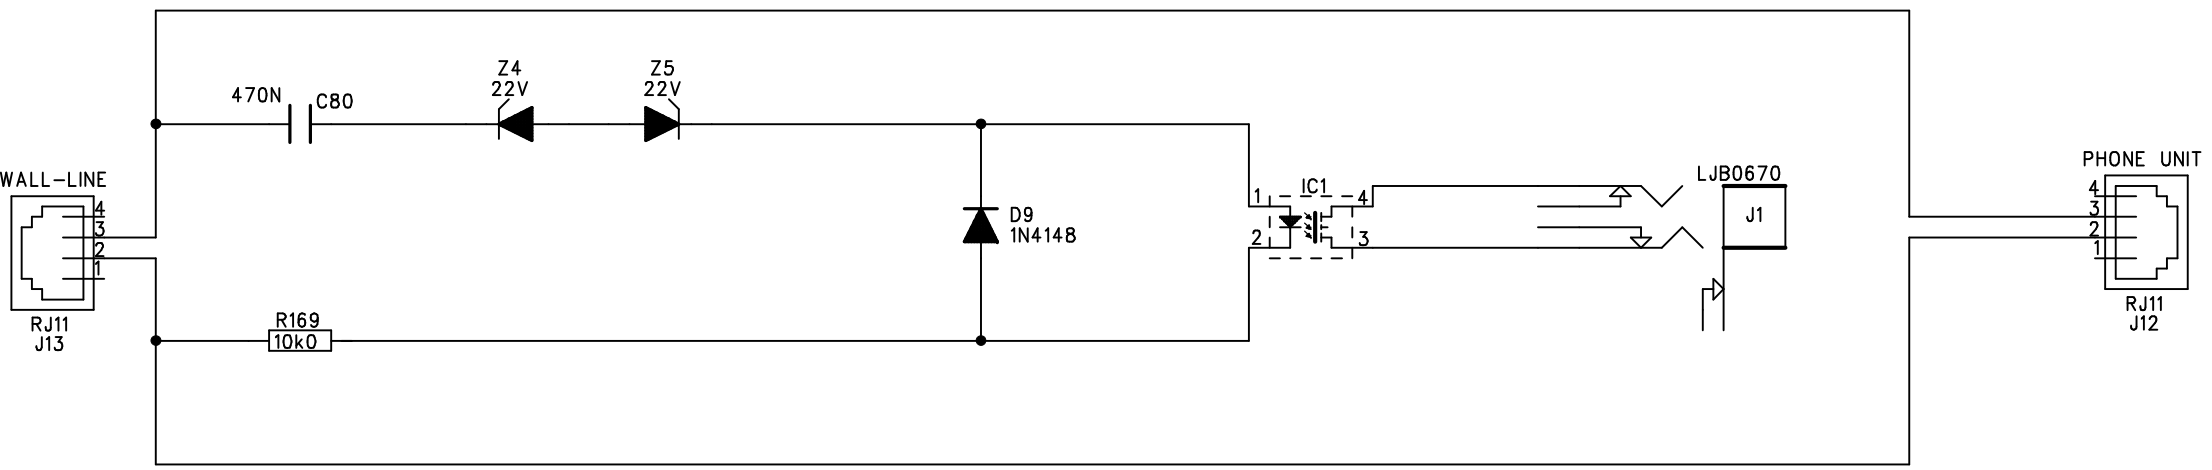 470N
C80
Z4
22V
Z5
22V
WALL-LINE
4
3
2
1
RJ11
J13
R169
10k0
D9
1N4148
IC1
1
2
4
3
LJB0670
J1
PHONE UNIT
4
3
2
1
RJ11
J12